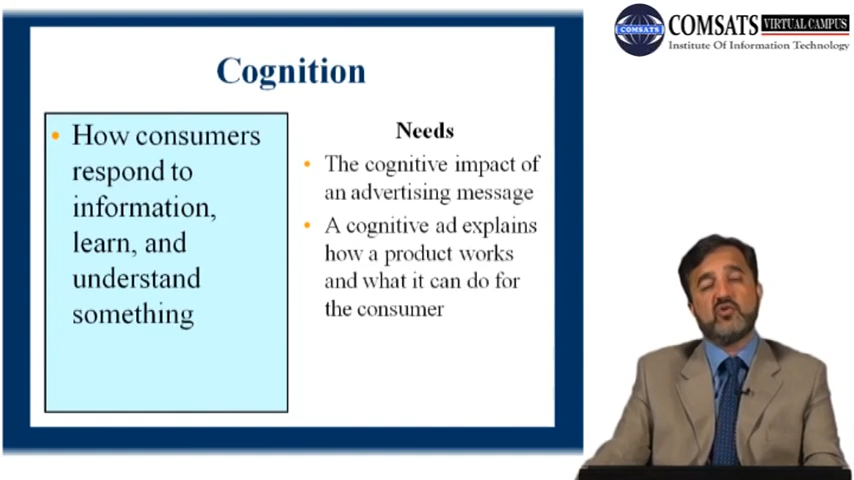 Cognition
• How consumers
respond to
information,
learn, and
understand
something
Needs
• The cognitive impact of
an advertising message
• A cognitive ad explains
how a product works
and what it can do for
the consumer
COMSATS
COMSATS VIRTUAL CAMPUS
Institute Of Information Technology